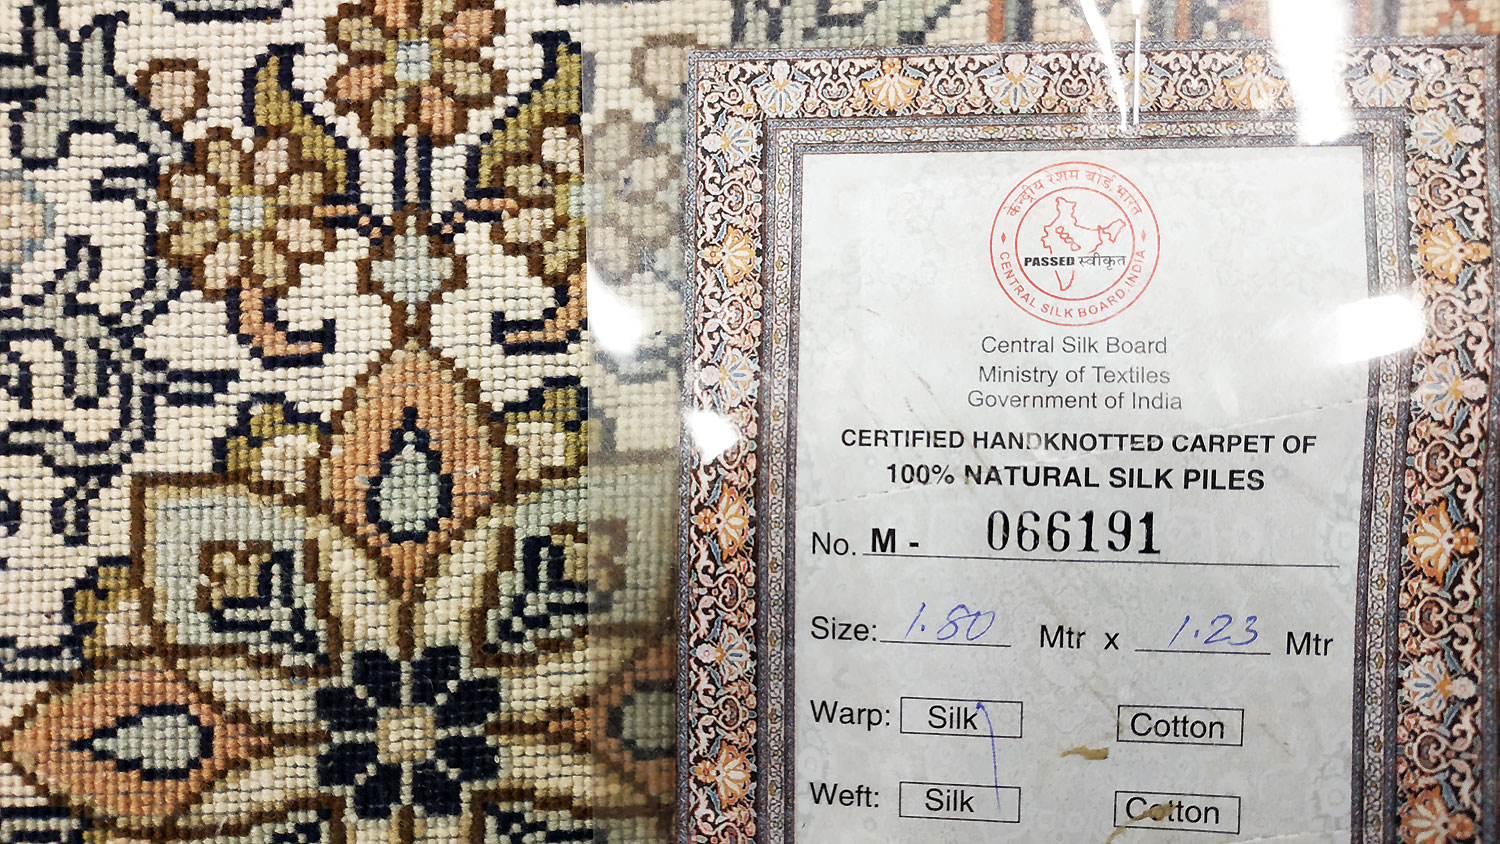 केन्द्रीय रेशम बोर्ड, भारत
PASSED स्वीकृत
CENTRAL SILK BOARD, INDIA
Central Silk Board
Ministry of Textiles
Government of India
CERTIFIED HANDKNOTTED CARPET OF
100% NATURAL SILK PILES
No. M - 066191
Size: 1.80 Mtr x 1.23 Mtr
Warp: Silk Cotton
Weft: Silk Cotton